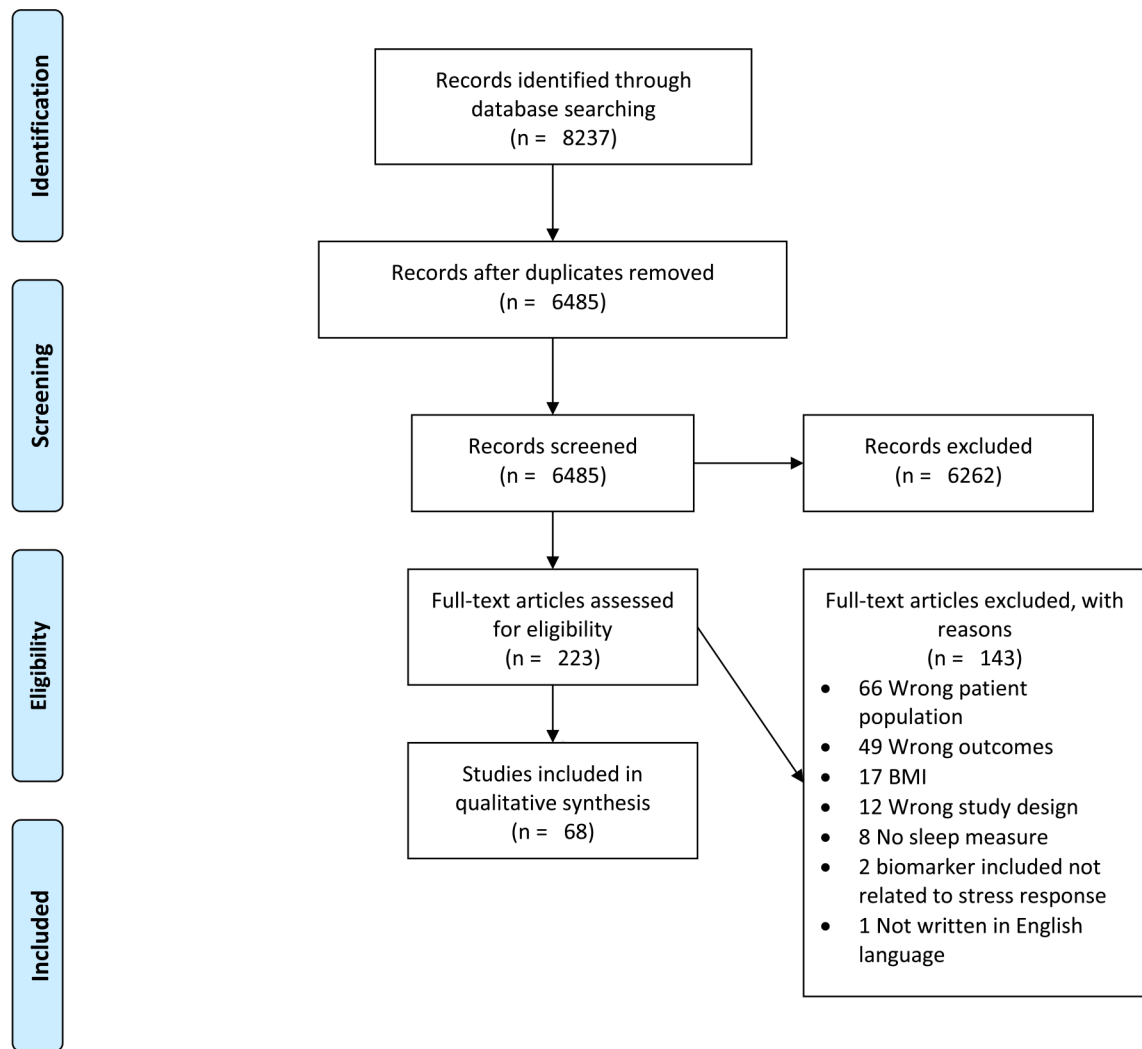 Identification
Records identified through
database searching
(n =   8237)
Records after duplicates removed
(n =   6485)
Screening
Records screened
(n =   6485)
Records excluded
(n =   6262)
Eligibility
Full-text articles assessed
for eligibility
(n =   223)
Full-text articles excluded, with
reasons
(n =   143)
• 66 Wrong patient
population
• 49 Wrong outcomes
• 17 BMI
• 12 Wrong study design
• 8 No sleep measure
• 2 biomarker included not
related to stress response
• 1 Not written in English
language
Studies included in
qualitative synthesis
(n =   68)
Included